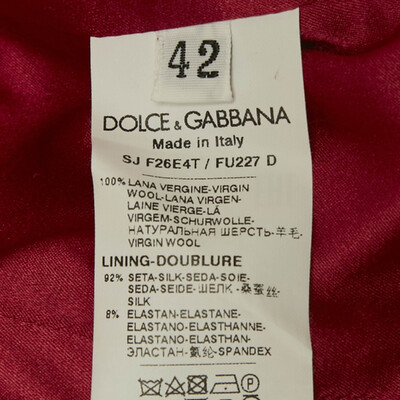 42
DOLCE & GABBANA
Made in Italy
SJ F26E4T / FU227 D
100% LANA VERGINE-VIRGIN
WOOL-LANA VIRGEN-
LAINE VIERGE-LÃ
VIRGEM-SCHURWOLLE-
НАТУРАЛЬНАЯ ШЕРСТЬ-羊毛-
VIRGIN WOOL
LINING-DOUBLURE
92% SETA-SILK-SEDA-SOIE-
SEDA-SEIDE-ШЕЛК-桑蚕丝-
SILK
8% ELASTAN-ELASTANE-
ELASTANO-ELASTHANNE-
ELASTANO-ELASTHAN-
ЭЛАСТАН-氨纶-SPANDEX